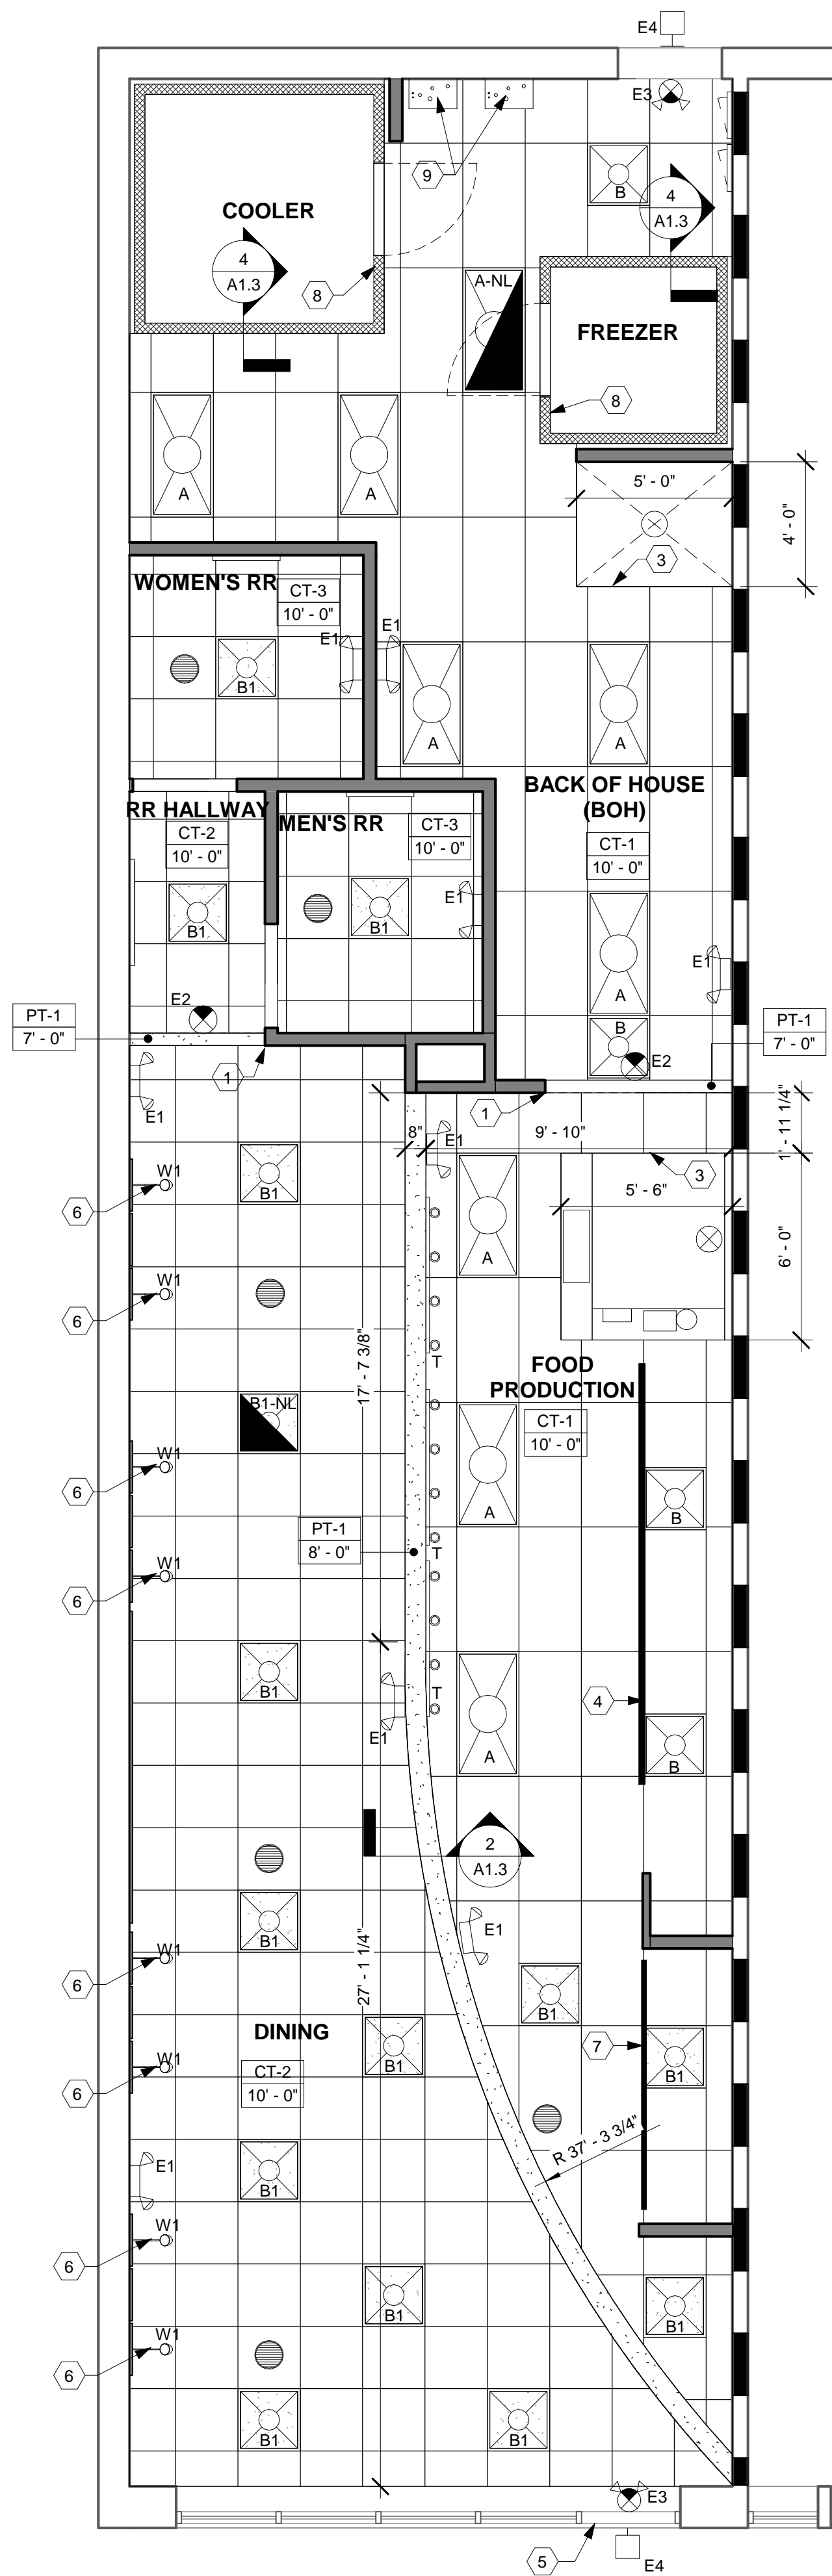 E4
E3
9
B
4
A1.3
COOLER
4
A1.3
8
A-NL
FREEZER
8
A
A
5' - 0"
4' - 0"
3
WOMEN'S RR
CT-3
10' - 0"
E1
E1
B1
A
A
BACK OF HOUSE
(BOH)
RR HALLWAY
MEN'S RR
CT-2
10' - 0"
CT-3
10' - 0"
CT-1
10' - 0"
E1
B1
B1
A
E1
E2
B
E2
PT-1
7' - 0"
PT-1
7' - 0"
1
E1
1
8"
E1
9' - 10"
1' - 11 1/4"
3
5' - 6"
6' - 0"
W1
6
B1
A
W1
6
17' - 7 3/8"
T
FOOD
PRODUCTION
CT-1
10' - 0"
B1-NL
W1
6
A
B
PT-1
8' - 0"
T
W1
6
B1
T
E1
4
A
B
2
A1.3
B1
E1
27' - 1 1/4"
W1
6
B1
DINING
CT-2
10' - 0"
B1
7
B1
W1
6
R 37' - 3 3/4"
E1
B1
W1
6
B1
B1
W1
6
B1
B1
E3
5
E4